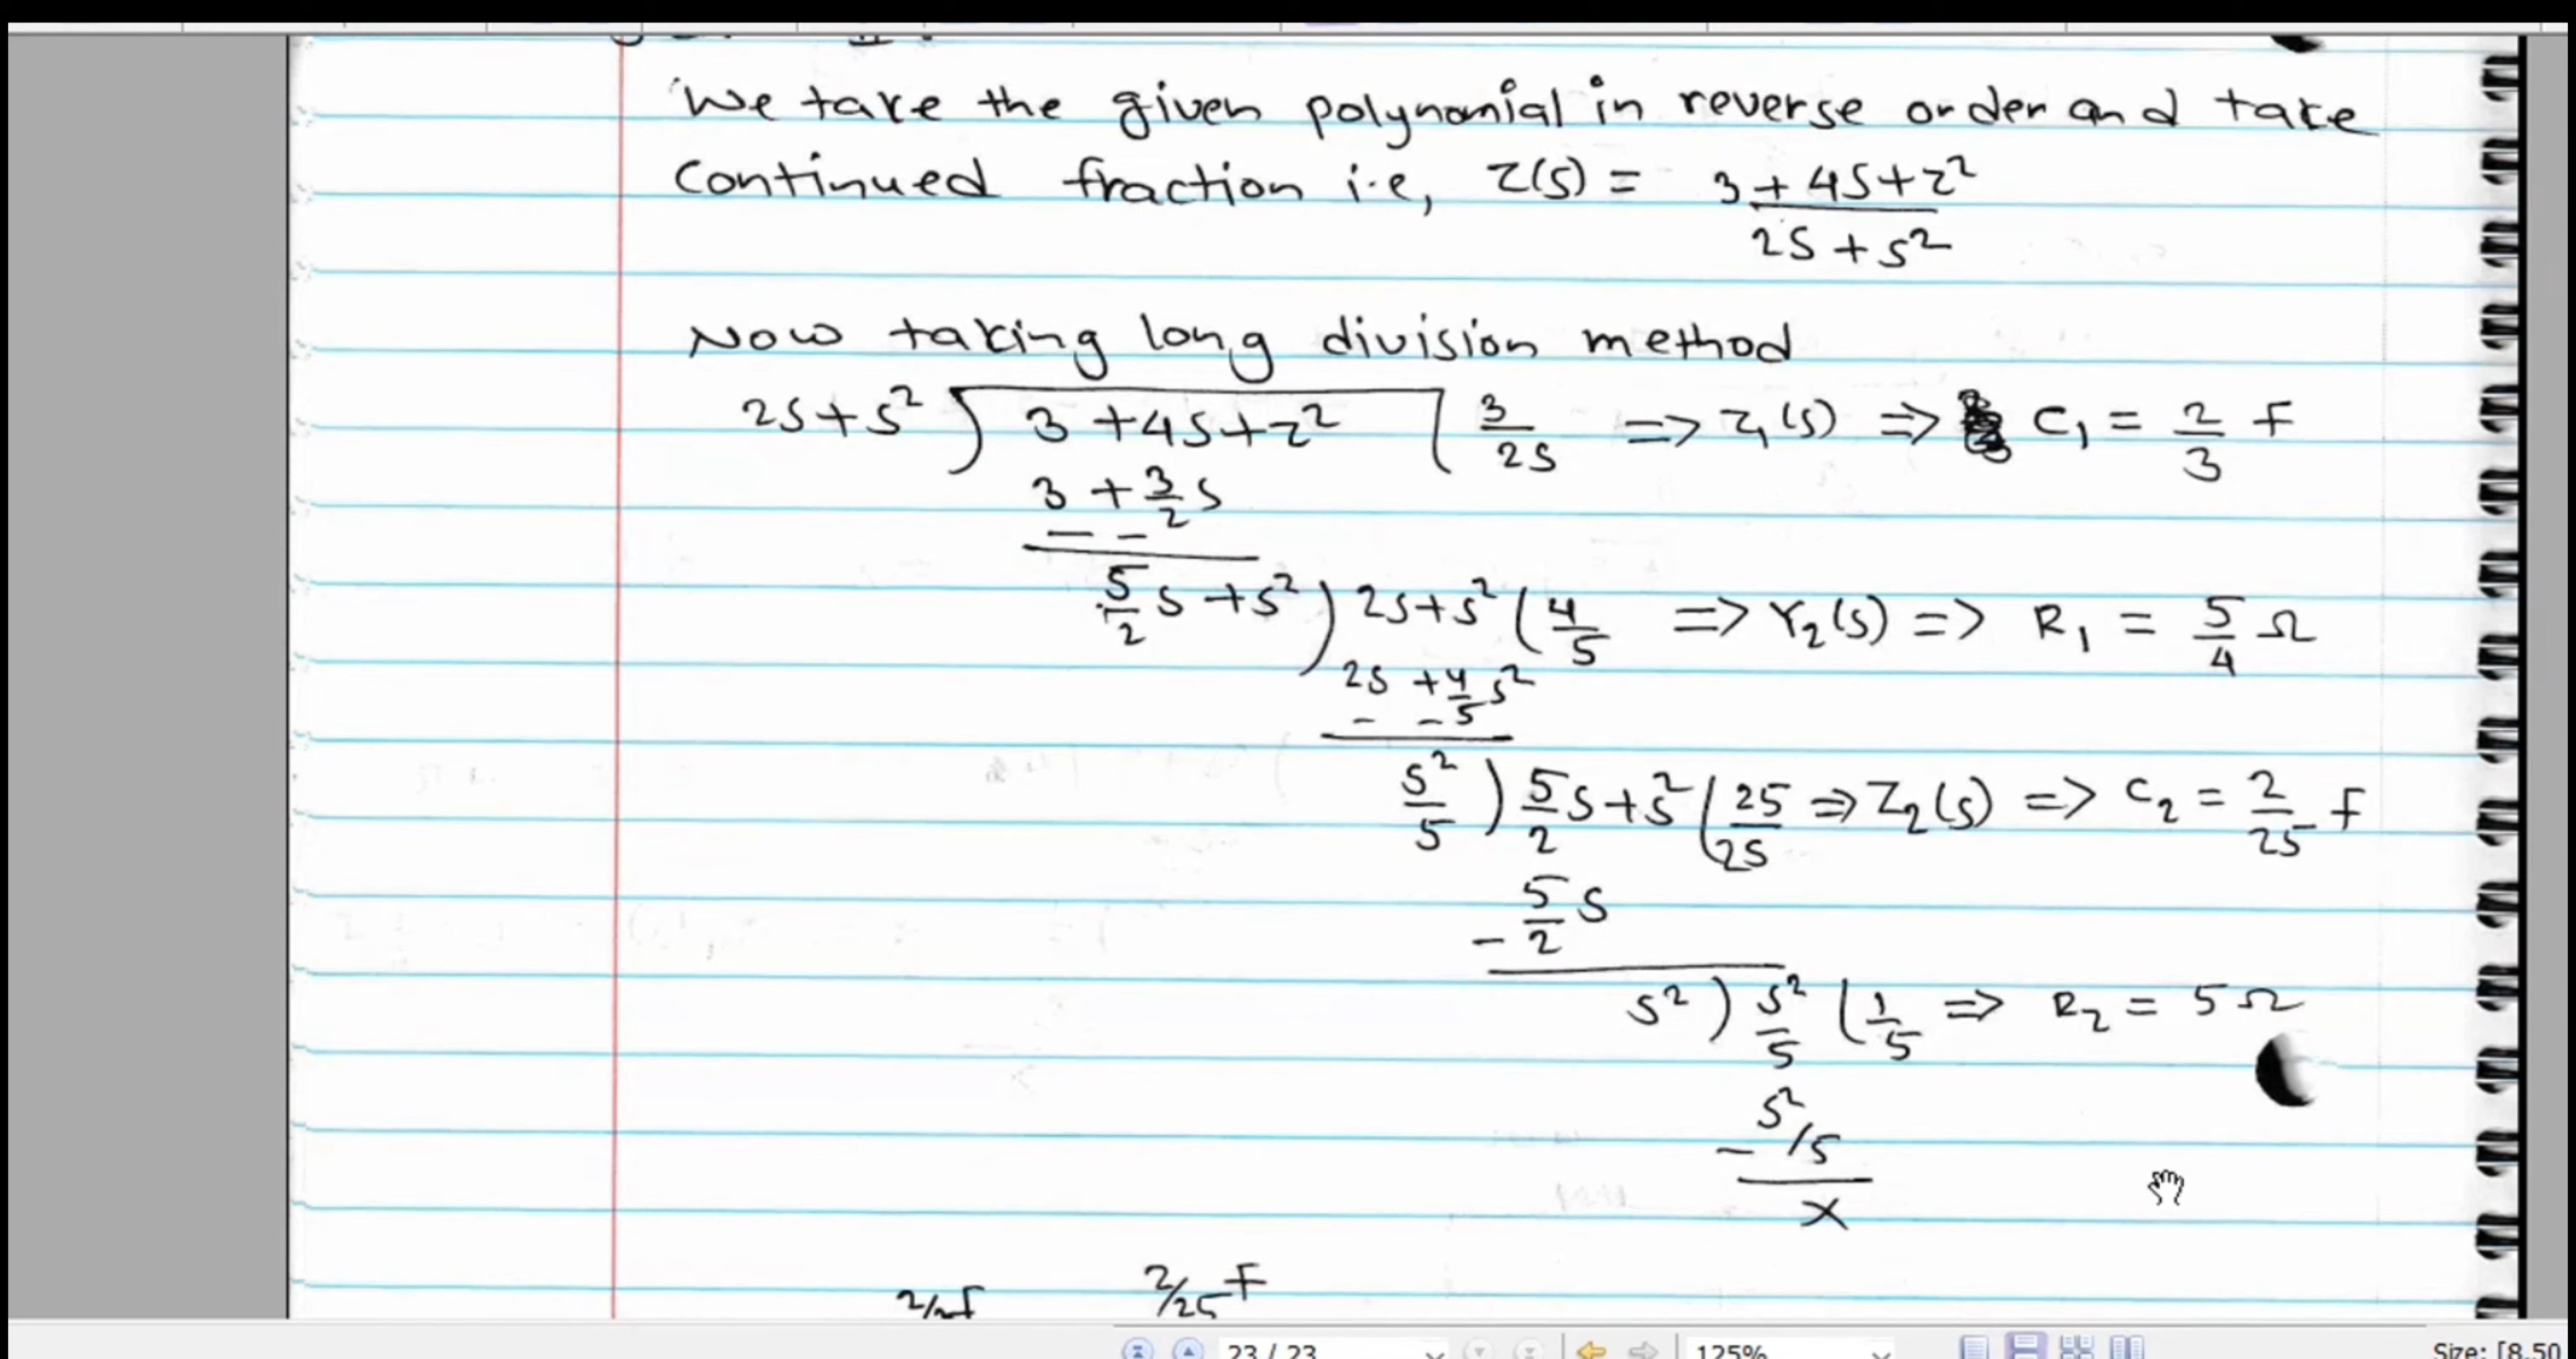 We take the given polynomial in reverse order and take
continued fraction i.e, Z(S) = 3 + 4S + z² / 2S + s²
Now taking long division method
2S + s² ) 3 + 4S + z² ( 3/2S => Z₁(S) => C₁ = 2/3 F
3 + 3/2 S
- -
5/2 S + s² ) 2S + s² ( 4/5 => Y₂(S) => R₁ = 5/4 Ω
2S + 4/5 s²
- -
s²/5 ) 5/2 S + s² ( 25/2S => Z₂(S) => C₂ = 2/25 F
- 5/2 S
s² ) s²/5 ( 1/5 => R₂ = 5 Ω
- s²/5
x
2/25 F
23 / 23
125%
Size: [8.50